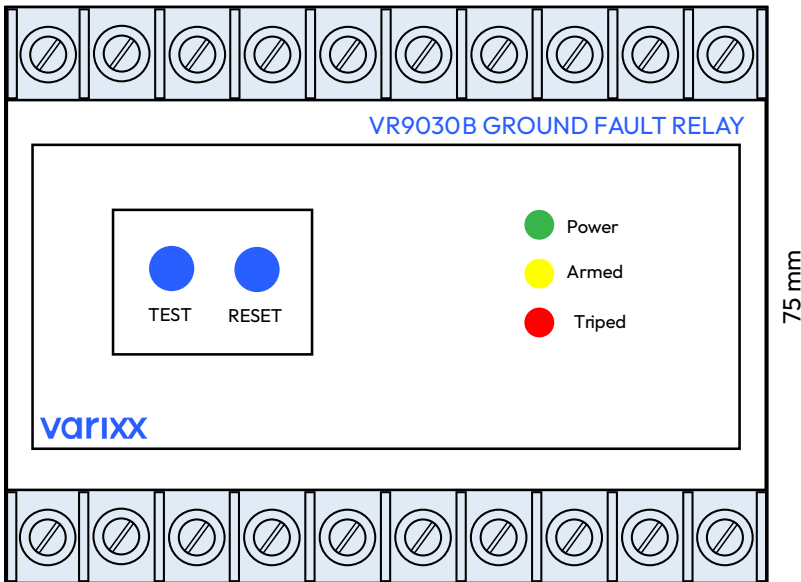 VR9030B GROUND FAULT RELAY
Power
Armed
Triped
TEST RESET
75 mm
varixx